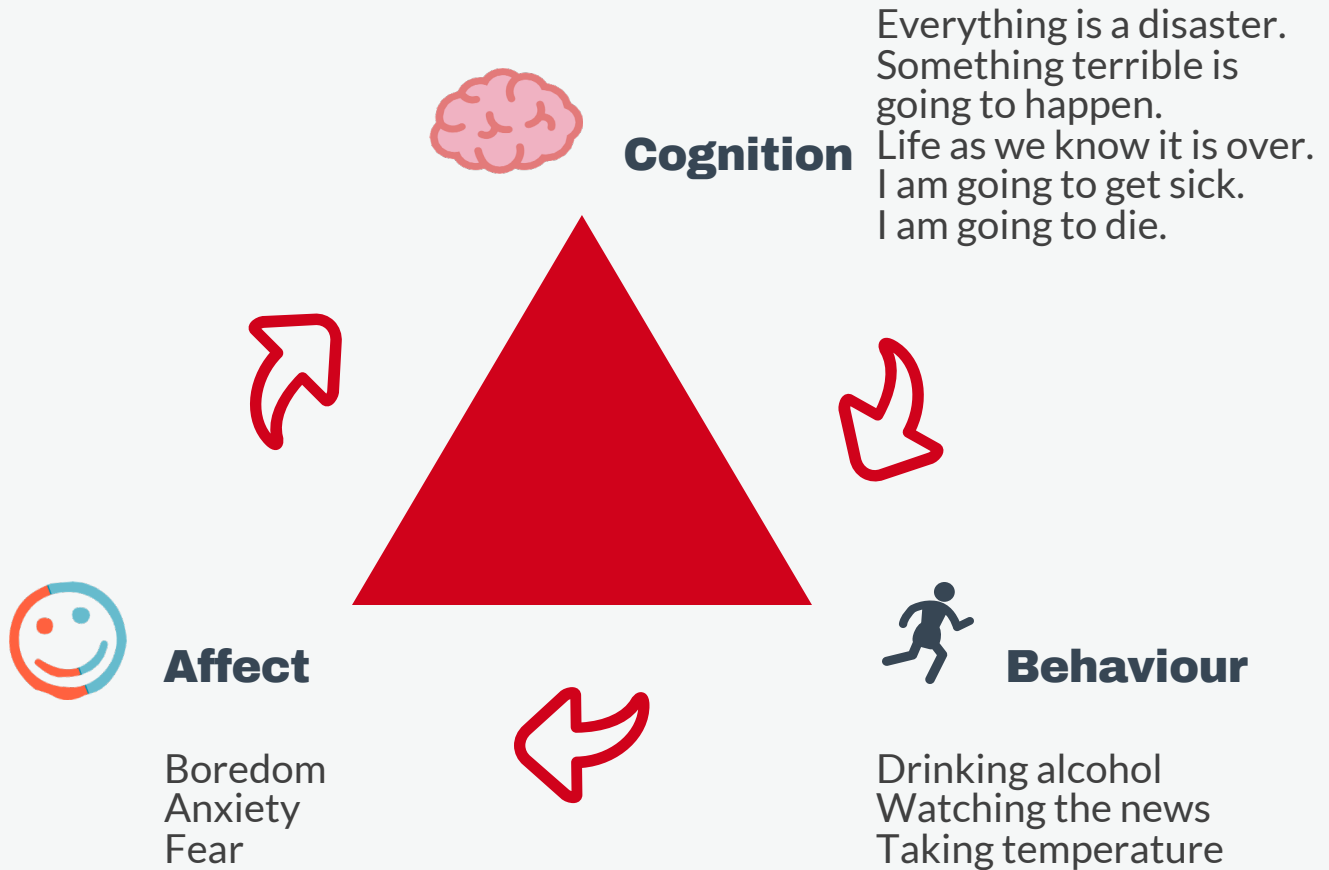 Everything is a disaster.
Something terrible is
going to happen.
Life as we know it is over.
I am going to get sick.
I am going to die.
Cognition
Affect
Boredom
Anxiety
Fear
Behaviour
Drinking alcohol
Watching the news
Taking temperature